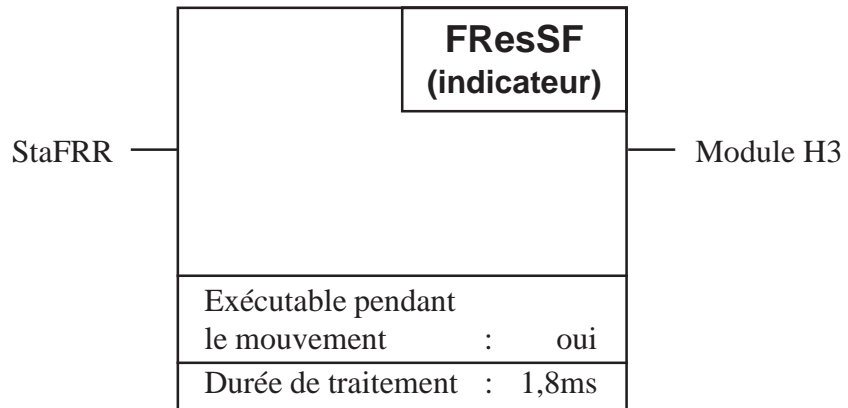 FResSF
(indicateur)
StaFRR
Module H3
Exécutable pendant
le mouvement : oui
Durée de traitement : 1,8ms